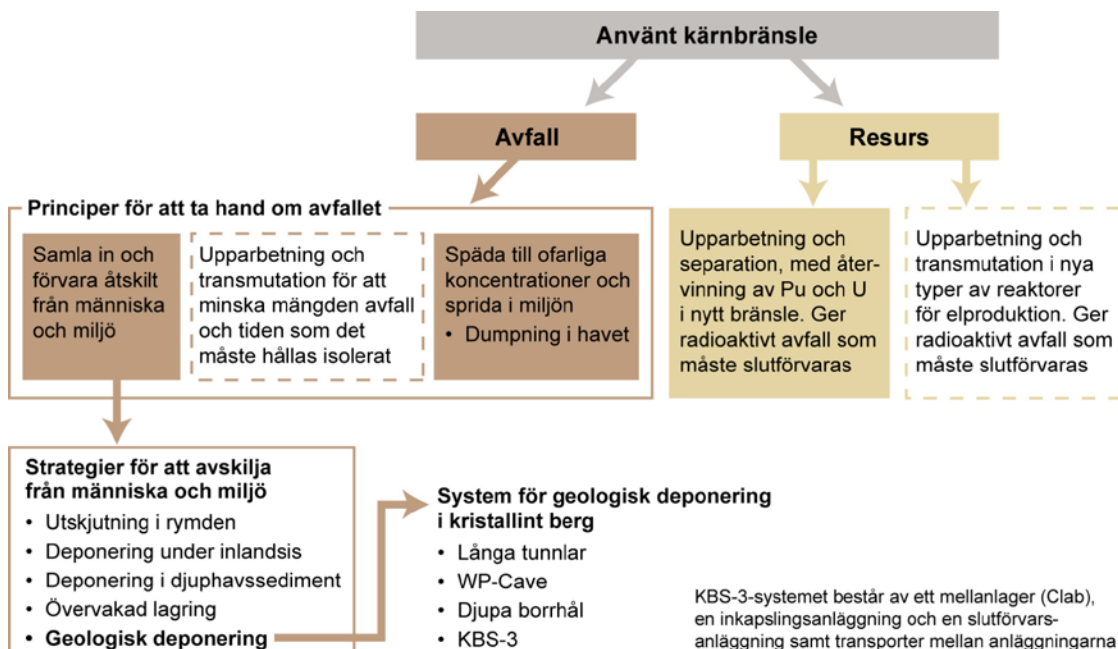 Använt kärnbränsle
Avfall
Resurs
Principer för att ta hand om avfallet
Samla in och
förvara åtskilt
från människa
och miljö
Upparbetning och
transmutation för att
minska mängden avfall
och tiden som det
måste hållas isolerat
Späda till ofarliga
koncentrationer och
sprida i miljön
• Dumpning i havet
Upparbetning och
separation, med åter-
vinning av Pu och U
i nytt bränsle. Ger
radioaktivt avfall som
måste slutförvaras
Upparbetning och
transmutation i nya
typer av reaktorer
för elproduktion. Ger
radioaktivt avfall som
måste slutförvaras
Strategier för att avskilja
från människa och miljö
• Utskjutning i rymden
• Deponering under inlandsis
• Deponering i djuphavssediment
• Övervakad lagring
• Geologisk deponering
System för geologisk deponering
i kristallint berg
• Långa tunnlar
• WP-Cave
• Djupa borrhål
• KBS-3
KBS-3-systemet består av ett mellanlager (Clab),
en inkapslingsanläggning och en slutförvars-
anläggning samt transporter mellan anläggningarna